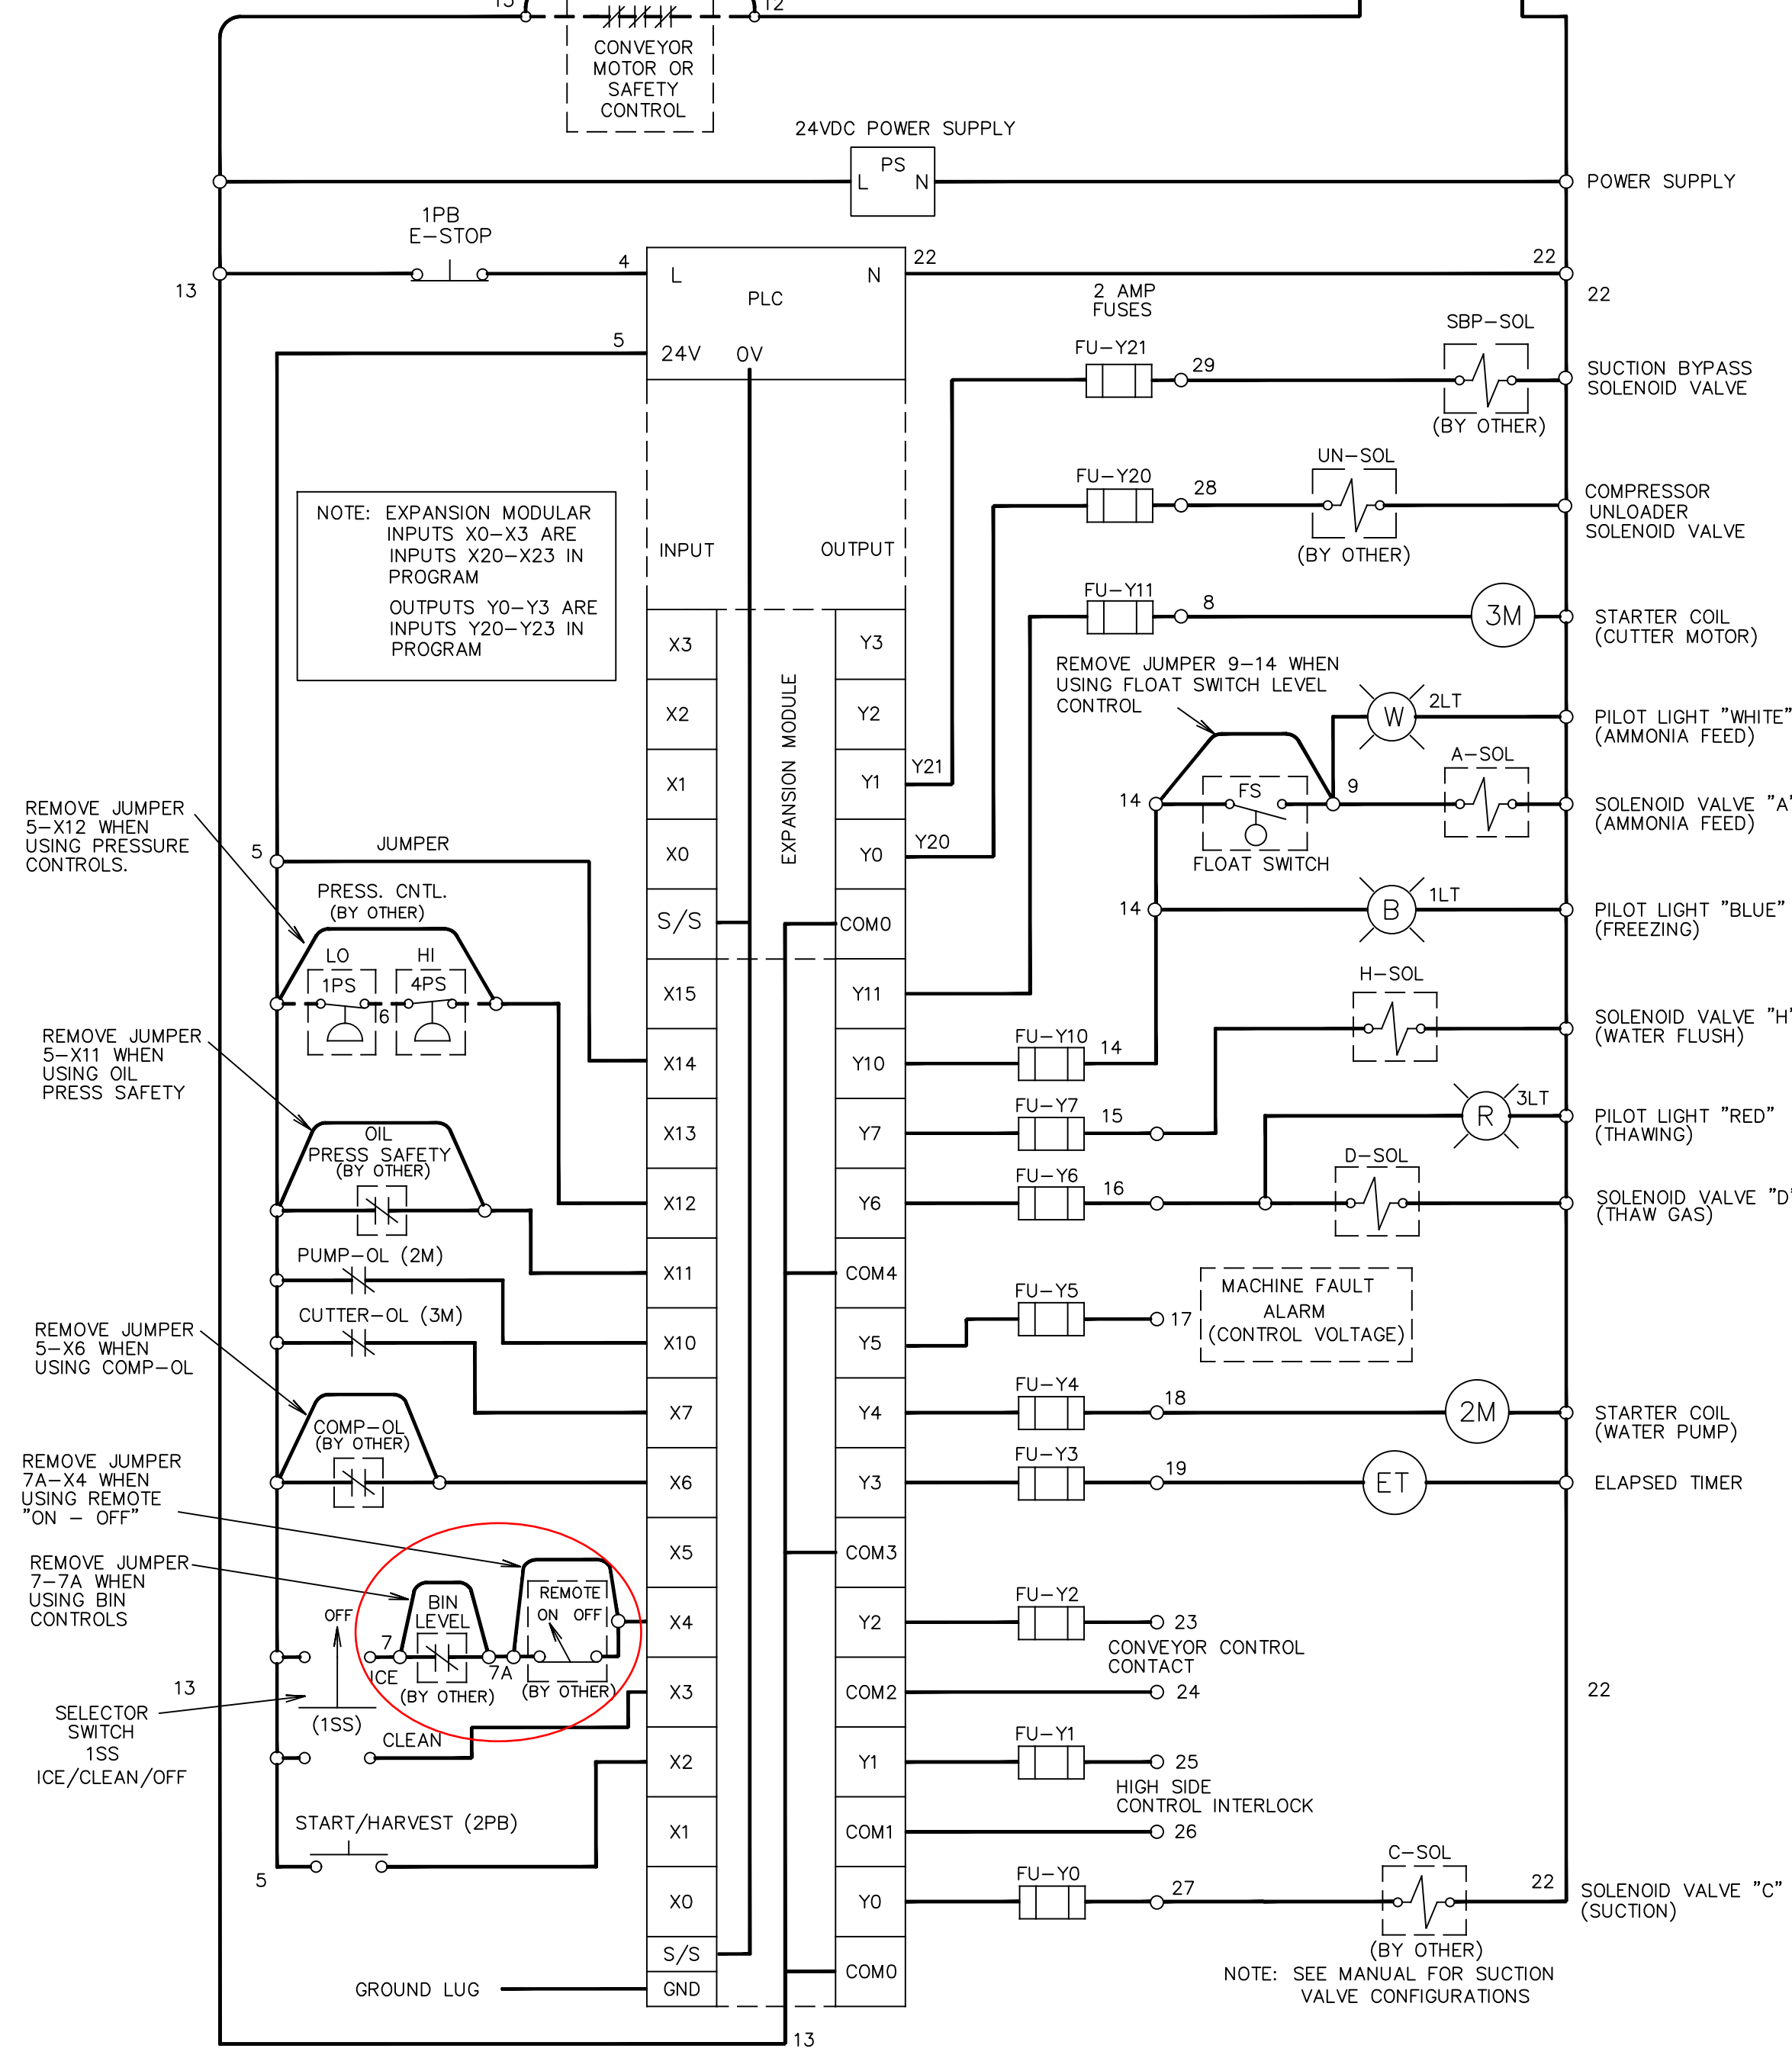 13
12
CONVEYOR
MOTOR OR
SAFETY
CONTROL
24VDC POWER SUPPLY
PS
L N
POWER SUPPLY
1PB
E-STOP
4
L
N
22
22
PLC
13
2 AMP
FUSES
22
5
24V
0V
FU-Y21
29
SBP-SOL
(BY OTHER)
SUCTION BYPASS
SOLENOID VALVE
NOTE: EXPANSION MODULAR
INPUTS X0-X3 ARE
INPUTS X20-X23 IN
PROGRAM
OUTPUTS Y0-Y3 ARE
INPUTS Y20-Y23 IN
PROGRAM
INPUT
OUTPUT
FU-Y20
28
UN-SOL
(BY OTHER)
COMPRESSOR
UNLOADER
SOLENOID VALVE
FU-Y11
8
3M
STARTER COIL
(CUTTER MOTOR)
X3
Y3
EXPANSION MODULE
REMOVE JUMPER 9-14 WHEN
USING FLOAT SWITCH LEVEL
CONTROL
X2
Y2
W
2LT
PILOT LIGHT "WHITE"
(AMMONIA FEED)
X1
Y1
Y21
14
FS
FLOAT SWITCH
9
A-SOL
SOLENOID VALVE "A"
(AMMONIA FEED)
REMOVE JUMPER
5-X12 WHEN
USING PRESSURE
CONTROLS.
5
JUMPER
X0
Y0
Y20
PRESS. CNTL.
(BY OTHER)
S/S
COM0
14
B
1LT
PILOT LIGHT "BLUE"
(FREEZING)
LO
HI
1PS
6
4PS
X15
Y11
H-SOL
SOLENOID VALVE "H"
(WATER FLUSH)
REMOVE JUMPER
5-X11 WHEN
USING OIL
PRESS SAFETY
X14
Y10
FU-Y10
14
OIL
PRESS SAFETY
(BY OTHER)
X13
Y7
FU-Y7
15
R
3LT
PILOT LIGHT "RED"
(THAWING)
X12
Y6
FU-Y6
16
D-SOL
SOLENOID VALVE "D"
(THAW GAS)
PUMP-OL (2M)
X11
COM4
MACHINE FAULT
ALARM
(CONTROL VOLTAGE)
CUTTER-OL (3M)
X10
Y5
FU-Y5
17
REMOVE JUMPER
5-X6 WHEN
USING COMP-OL
X7
Y4
FU-Y4
18
2M
STARTER COIL
(WATER PUMP)
COMP-OL
(BY OTHER)
X6
Y3
FU-Y3
19
ET
ELAPSED TIMER
REMOVE JUMPER
7A-X4 WHEN
USING REMOTE
"ON - OFF"
X5
COM3
REMOVE JUMPER
7-7A WHEN
USING BIN
CONTROLS
OFF
7
ICE
BIN
LEVEL
(BY OTHER)
7A
REMOTE
ON OFF
(BY OTHER)
X4
Y2
FU-Y2
23
CONVEYOR CONTROL
CONTACT
13
X3
COM2
24
22
SELECTOR
SWITCH
1SS
ICE/CLEAN/OFF
(1SS)
CLEAN
X2
Y1
FU-Y1
25
HIGH SIDE
CONTROL INTERLOCK
START/HARVEST (2PB)
X1
COM1
26
5
X0
Y0
FU-Y0
27
C-SOL
22
SOLENOID VALVE "C"
(SUCTION)
(BY OTHER)
S/S
COM0
NOTE: SEE MANUAL FOR SUCTION
VALVE CONFIGURATIONS
GROUND LUG
GND
13